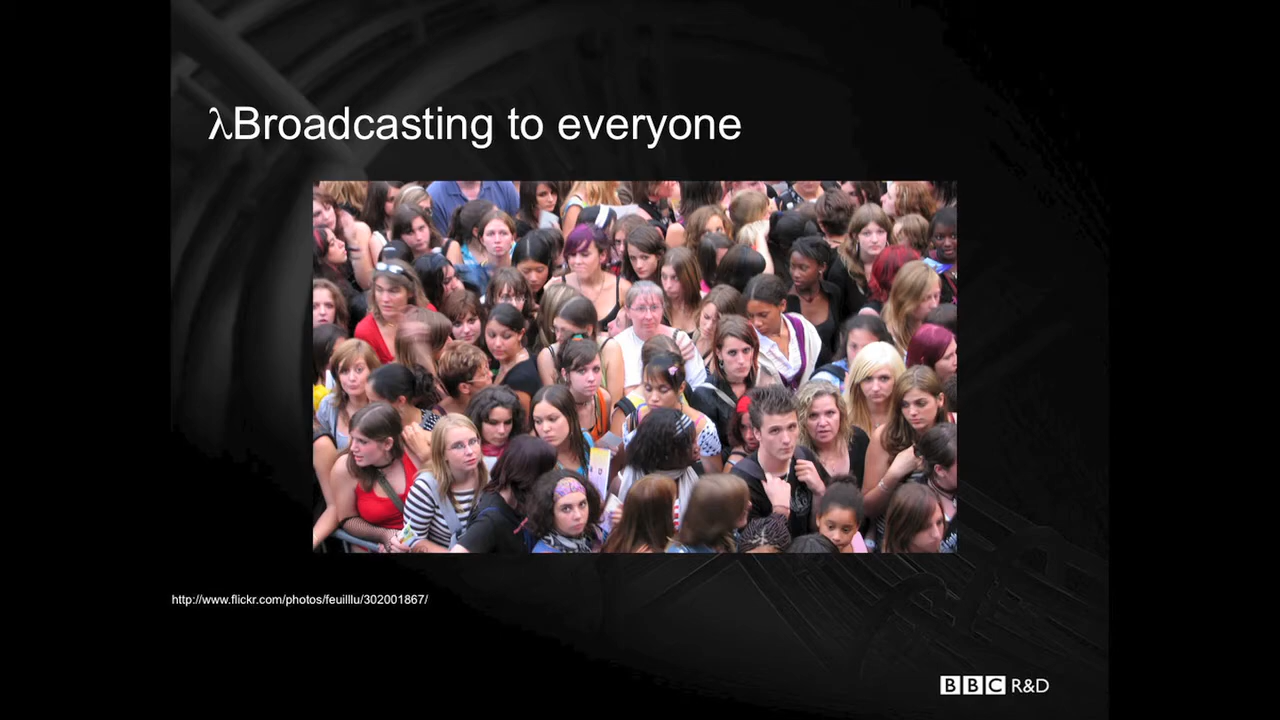 λBroadcasting to everyone
http://www.flickr.com/photos/feuilllu/302001867/
BBC R&D